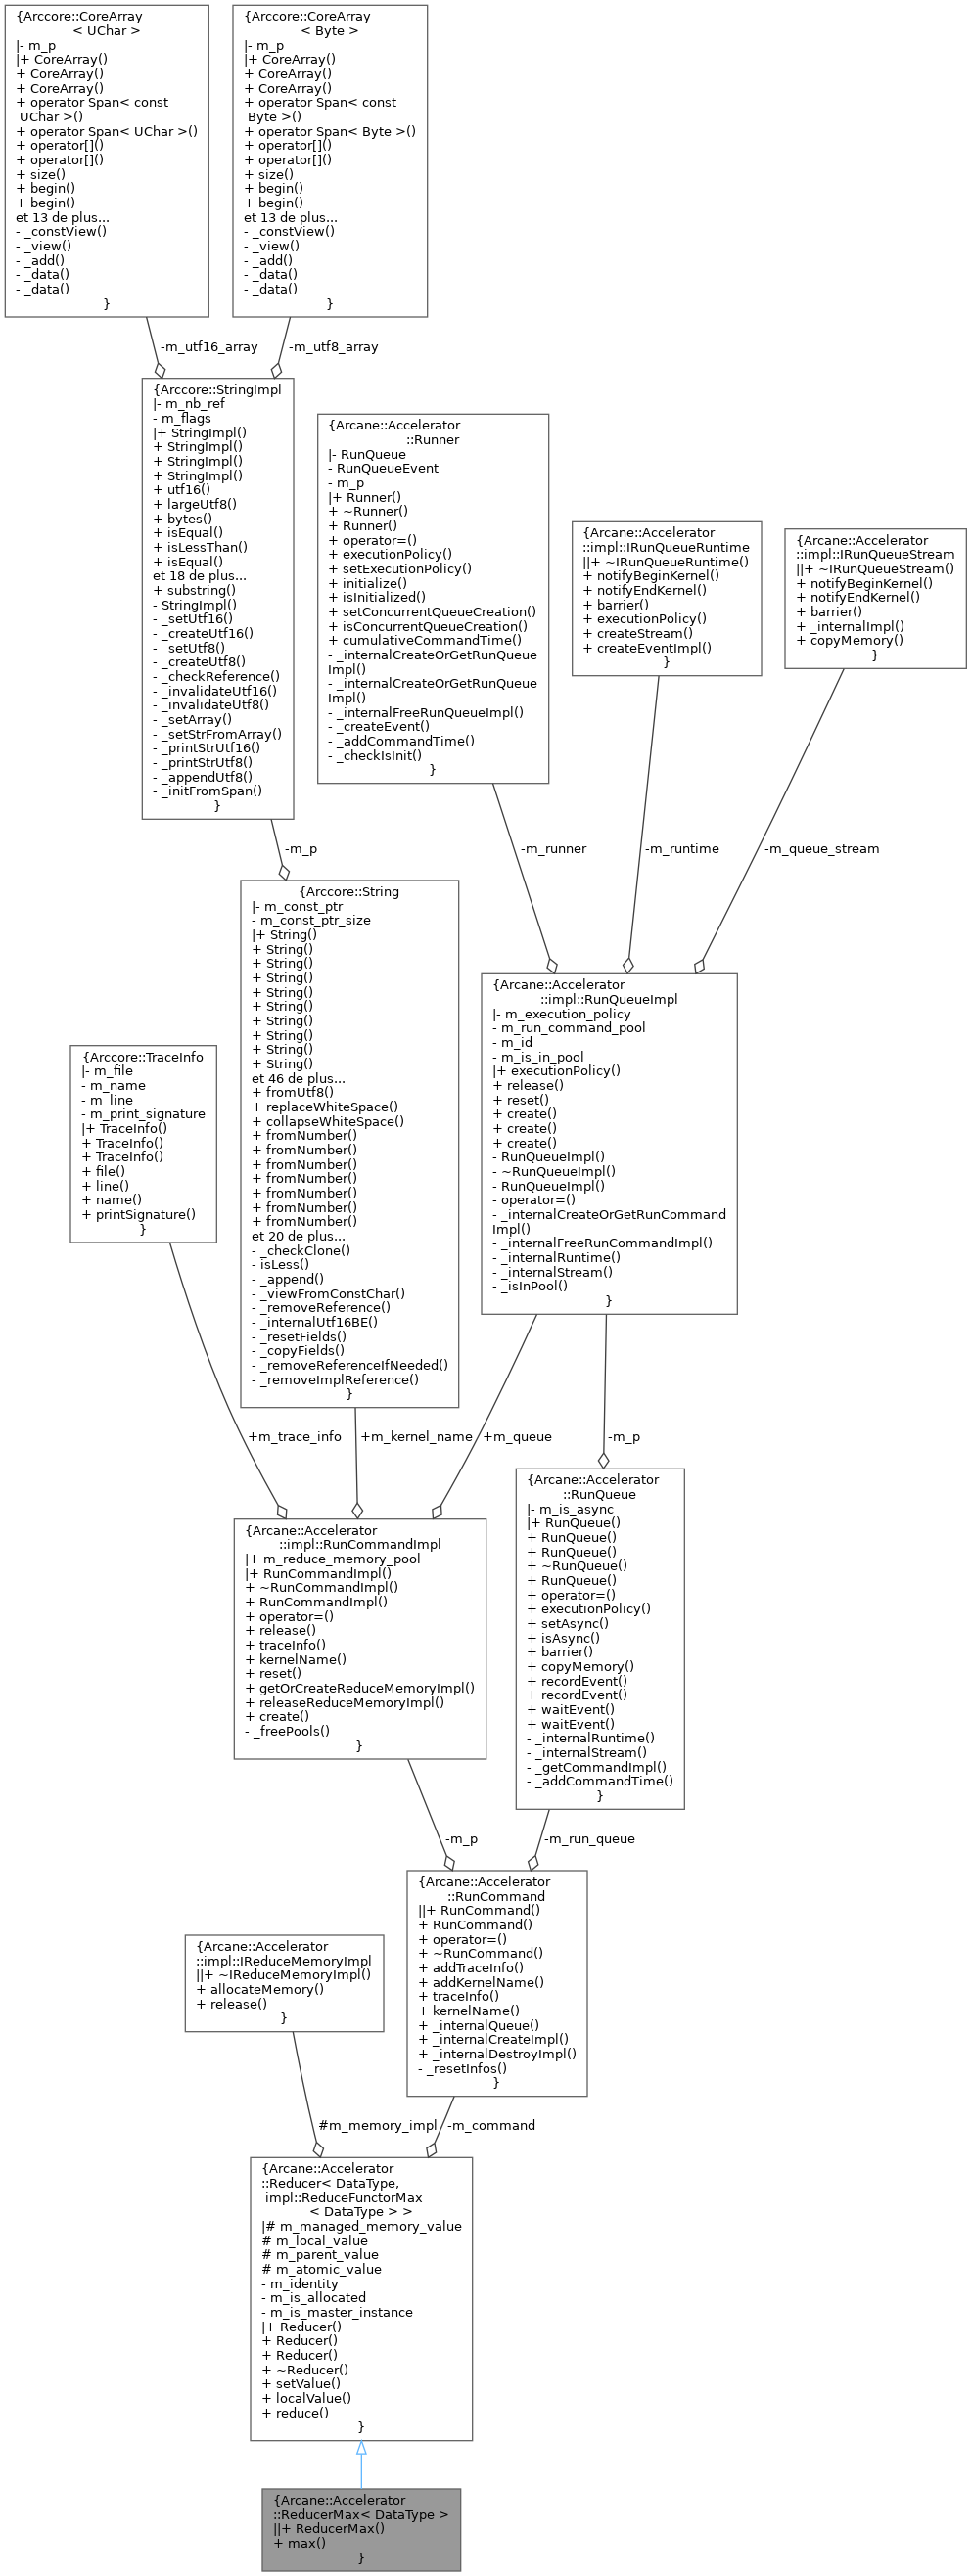 {Arccore::CoreArray
< UChar >
|- m_p
|+ CoreArray()
+ CoreArray()
+ CoreArray()
+ operator Span< const
UChar >()
+ operator Span< UChar >()
+ operator[]()
+ operator[]()
+ size()
+ begin()
+ begin()
et 13 de plus...
- _constView()
- _view()
- _add()
- _data()
- _data()
}
{Arccore::CoreArray
< Byte >
|- m_p
|+ CoreArray()
+ CoreArray()
+ CoreArray()
+ operator Span< const
Byte >()
+ operator Span< Byte >()
+ operator[]()
+ operator[]()
+ size()
+ begin()
+ begin()
et 13 de plus...
- _constView()
- _view()
- _add()
- _data()
- _data()
}
-m_utf16_array
-m_utf8_array
{Arccore::StringImpl
|- m_nb_ref
- m_flags
|+ StringImpl()
+ StringImpl()
+ StringImpl()
+ StringImpl()
+ utf16()
+ largeUtf8()
+ bytes()
+ isEqual()
+ isLessThan()
+ isEqual()
et 18 de plus...
+ substring()
- StringImpl()
- _setUtf16()
- _createUtf16()
- _setUtf8()
- _createUtf8()
- _checkReference()
- _invalidateUtf16()
- _invalidateUtf8()
- _setArray()
- _setStrFromArray()
- _printStrUtf16()
- _printStrUtf8()
- _appendUtf8()
- _initFromSpan()
}
{Arcane::Accelerator
::Runner
|- RunQueue
- RunQueueEvent
- m_p
|+ Runner()
+ ~Runner()
+ Runner()
+ operator=()
+ executionPolicy()
+ setExecutionPolicy()
+ initialize()
+ isInitialized()
+ setConcurrentQueueCreation()
+ isConcurrentQueueCreation()
+ cumulativeCommandTime()
- _internalCreateOrGetRunQueue
Impl()
- _internalCreateOrGetRunQueue
Impl()
- _internalFreeRunQueueImpl()
- _createEvent()
- _addCommandTime()
- _checkIsInit()
}
{Arcane::Accelerator
::impl::IRunQueueRuntime
||+ ~IRunQueueRuntime()
+ notifyBeginKernel()
+ notifyEndKernel()
+ barrier()
+ executionPolicy()
+ createStream()
+ createEventImpl()
}
{Arcane::Accelerator
::impl::IRunQueueStream
||+ ~IRunQueueStream()
+ notifyBeginKernel()
+ notifyEndKernel()
+ barrier()
+ _internalImpl()
+ copyMemory()
}
-m_p
-m_runner
-m_runtime
-m_queue_stream
{Arccore::String
|- m_const_ptr
- m_const_ptr_size
|+ String()
+ String()
+ String()
+ String()
+ String()
+ String()
+ String()
+ String()
+ String()
+ String()
et 46 de plus...
+ fromUtf8()
+ replaceWhiteSpace()
+ collapseWhiteSpace()
+ fromNumber()
+ fromNumber()
+ fromNumber()
+ fromNumber()
+ fromNumber()
+ fromNumber()
+ fromNumber()
et 20 de plus...
- _checkClone()
- isLess()
- _append()
- _viewFromConstChar()
- _removeReference()
- _internalUtf16BE()
- _resetFields()
- _copyFields()
- _removeReferenceIfNeeded()
- _removeImplReference()
}
{Arccore::TraceInfo
|- m_file
- m_name
- m_line
- m_print_signature
|+ TraceInfo()
+ TraceInfo()
+ TraceInfo()
+ file()
+ line()
+ name()
+ printSignature()
}
{Arcane::Accelerator
::impl::RunQueueImpl
|- m_execution_policy
- m_run_command_pool
- m_id
- m_is_in_pool
|+ executionPolicy()
+ release()
+ reset()
+ create()
+ create()
+ create()
- RunQueueImpl()
- ~RunQueueImpl()
- RunQueueImpl()
- operator=()
- _internalCreateOrGetRunCommand
Impl()
- _internalFreeRunCommandImpl()
- _internalRuntime()
- _internalStream()
- _isInPool()
}
+m_trace_info
+m_kernel_name
+m_queue
-m_p
{Arcane::Accelerator
::impl::RunCommandImpl
|+ m_reduce_memory_pool
|+ RunCommandImpl()
+ ~RunCommandImpl()
+ RunCommandImpl()
+ operator=()
+ release()
+ traceInfo()
+ kernelName()
+ reset()
+ getOrCreateReduceMemoryImpl()
+ releaseReduceMemoryImpl()
+ create()
- _freePools()
}
{Arcane::Accelerator
::RunQueue
|- m_is_async
|+ RunQueue()
+ RunQueue()
+ RunQueue()
+ ~RunQueue()
+ RunQueue()
+ operator=()
+ executionPolicy()
+ setAsync()
+ isAsync()
+ barrier()
+ copyMemory()
+ recordEvent()
+ recordEvent()
+ waitEvent()
+ waitEvent()
- _internalRuntime()
- _internalStream()
- _getCommandImpl()
- _addCommandTime()
}
-m_p
-m_run_queue
{Arcane::Accelerator
::RunCommand
||+ RunCommand()
+ RunCommand()
+ operator=()
+ ~RunCommand()
+ addTraceInfo()
+ addKernelName()
+ traceInfo()
+ kernelName()
+ _internalQueue()
+ _internalCreateImpl()
+ _internalDestroyImpl()
- _resetInfos()
}
{Arcane::Accelerator
::impl::IReduceMemoryImpl
||+ ~IReduceMemoryImpl()
+ allocateMemory()
+ release()
}
#m_memory_impl
-m_command
{Arcane::Accelerator
::Reducer< DataType,
impl::ReduceFunctorMax
< DataType > >
|# m_managed_memory_value
# m_local_value
# m_parent_value
# m_atomic_value
- m_identity
- m_is_allocated
- m_is_master_instance
|+ Reducer()
+ Reducer()
+ Reducer()
+ ~Reducer()
+ setValue()
+ localValue()
+ reduce()
}
{Arcane::Accelerator
::ReducerMax< DataType >
||+ ReducerMax()
+ max()
}